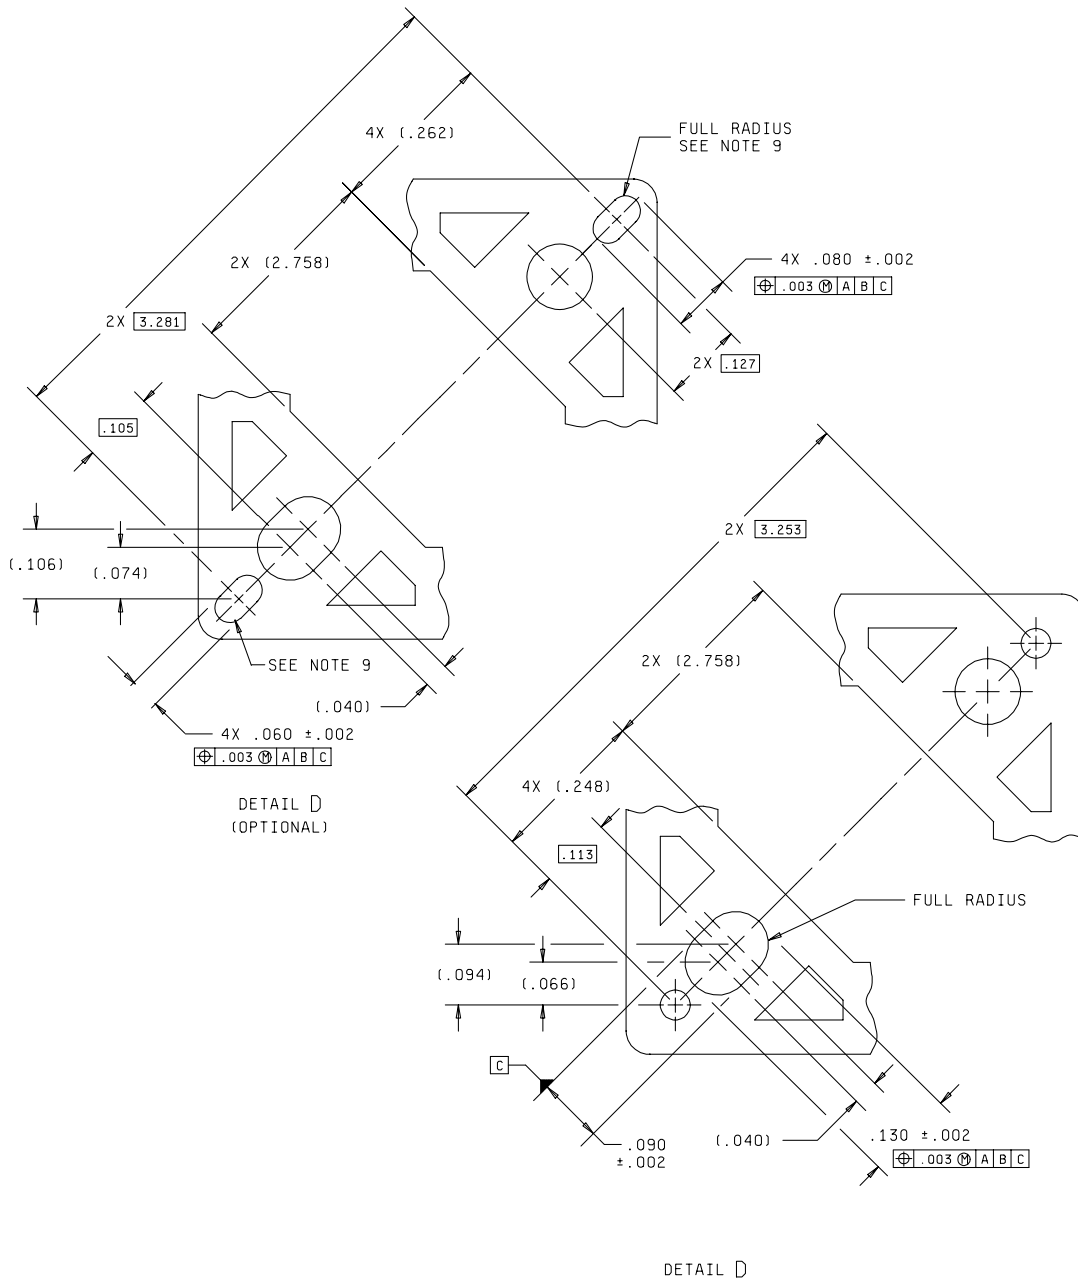 4X (.262)
FULL RADIUS
SEE NOTE 9
2X (2.758)
4X .080 ±.002
⌖ .003 Ⓜ A B C
2X 3.281
2X .127
.105
2X 3.253
(.106)
(.074)
SEE NOTE 9
2X (2.758)
(.040)
4X .060 ±.002
⌖ .003 Ⓜ A B C
4X (.248)
DETAIL D
(OPTIONAL)
.113
FULL RADIUS
(.094)
(.066)
C
.090
±.002
(.040)
.130 ±.002
⌖ .003 Ⓜ A B C
DETAIL D